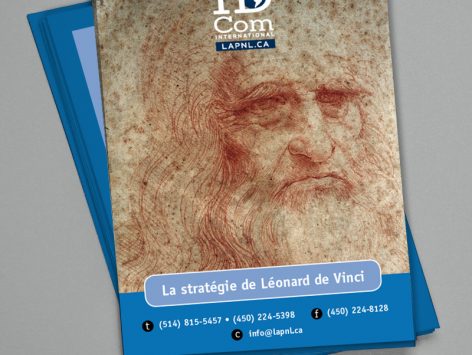 Com
INTERNATIONAL
LAPNL.CA
La stratégie de Léonard de Vinci
t (514) 815-5457 • (450) 224-5398 f (450) 224-8128
c info@lapnl.ca